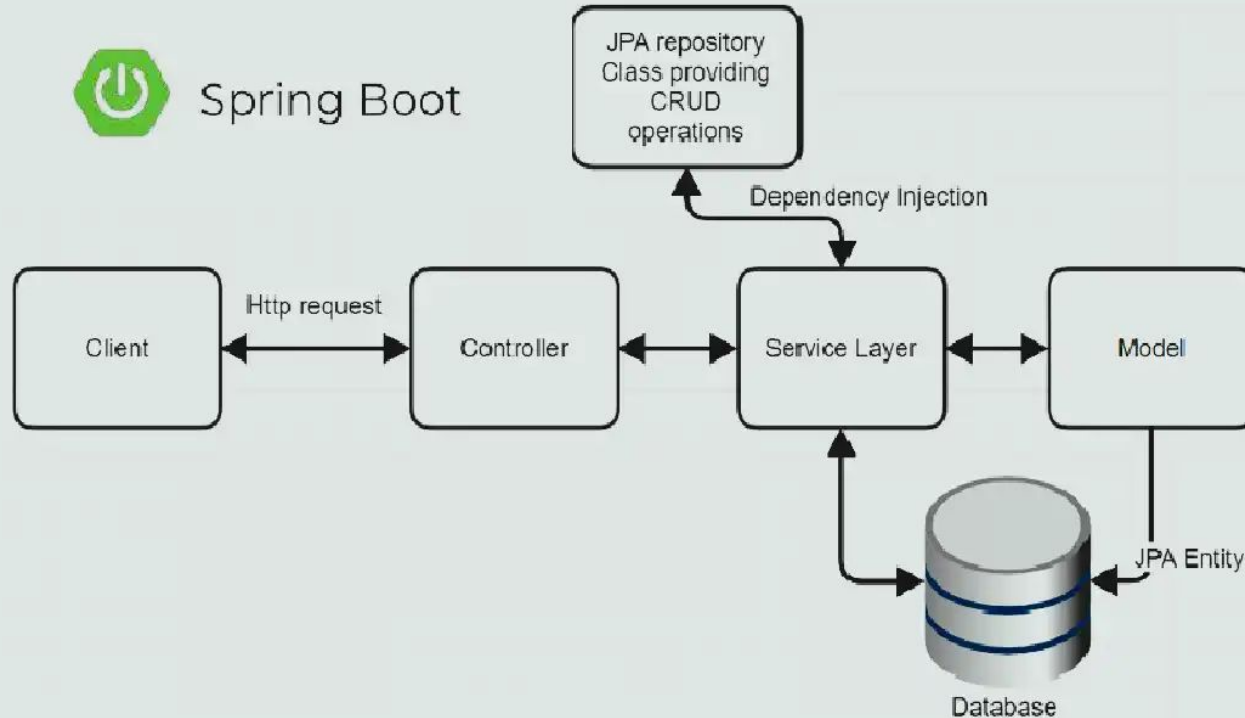 Spring Boot
JPA repository
Class providing
CRUD
operations
Dependency Injection
Http request
Client
Controller
Service Layer
Model
JPA Entity
Database